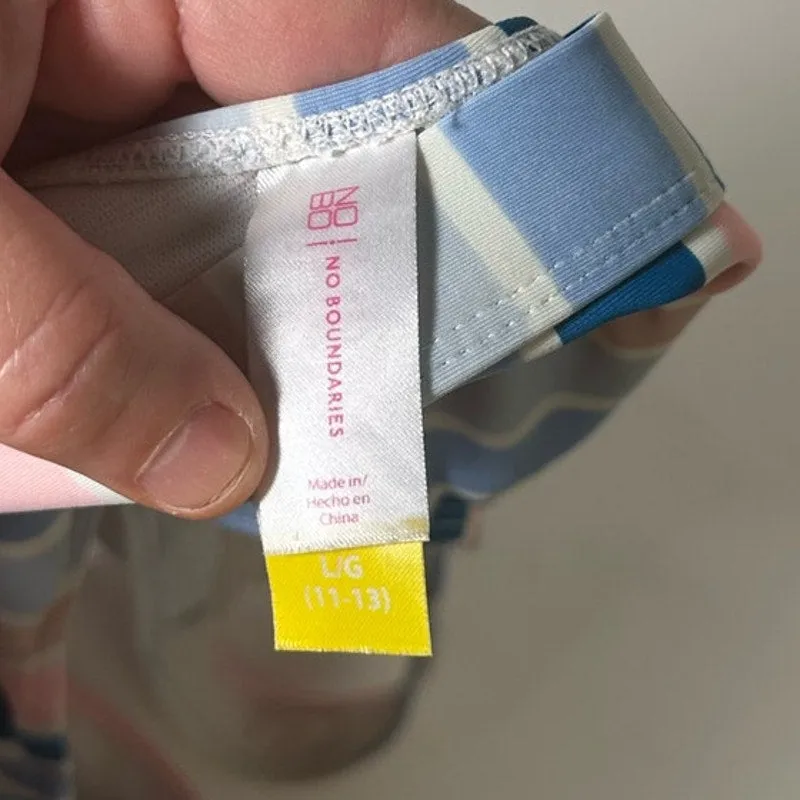 NO
BO
NO BOUNDARIES
Made in/
Hecho en
China
L/G
(11-13)